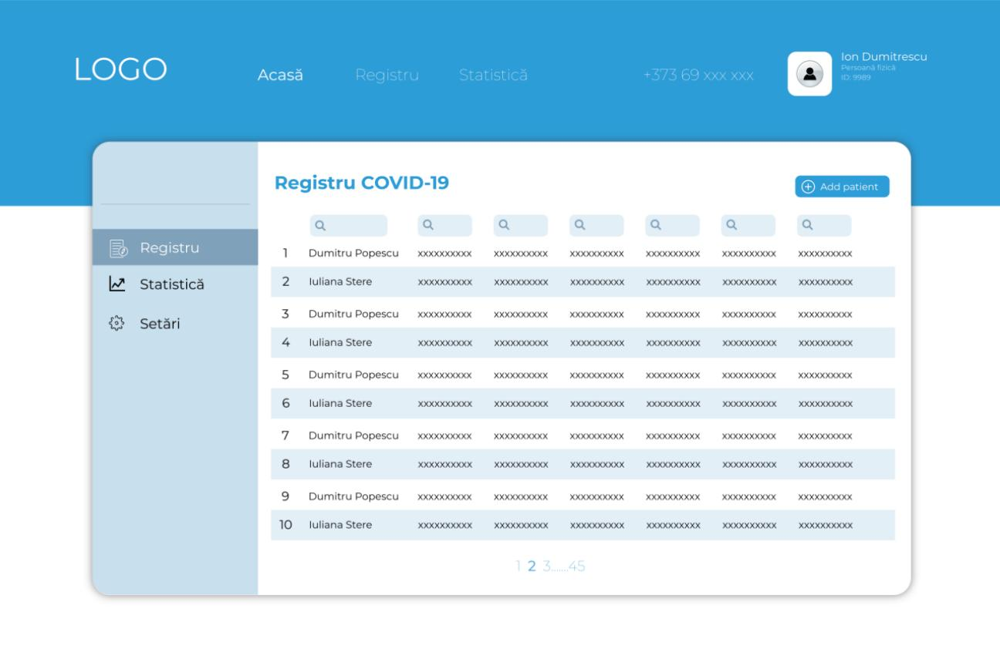 LOGO
Acasă Registru Statistică +373 69 xxx xxx
Ion Dumitrescu
Persoană fizică
ID: 9989
Registru
Statistică
Setări
Registru COVID-19
Add patient
1 Dumitru Popescu xxxxxxxxxx xxxxxxxxxx xxxxxxxxxx xxxxxxxxxx xxxxxxxxxx xxxxxxxxxx
2 Iuliana Stere xxxxxxxxxx xxxxxxxxxx xxxxxxxxxx xxxxxxxxxx xxxxxxxxxx xxxxxxxxxx
3 Dumitru Popescu xxxxxxxxxx xxxxxxxxxx xxxxxxxxxx xxxxxxxxxx xxxxxxxxxx xxxxxxxxxx
4 Iuliana Stere xxxxxxxxxx xxxxxxxxxx xxxxxxxxxx xxxxxxxxxx xxxxxxxxxx xxxxxxxxxx
5 Dumitru Popescu xxxxxxxxxx xxxxxxxxxx xxxxxxxxxx xxxxxxxxxx xxxxxxxxxx xxxxxxxxxx
6 Iuliana Stere xxxxxxxxxx xxxxxxxxxx xxxxxxxxxx xxxxxxxxxx xxxxxxxxxx xxxxxxxxxx
7 Dumitru Popescu xxxxxxxxxx xxxxxxxxxx xxxxxxxxxx xxxxxxxxxx xxxxxxxxxx xxxxxxxxxx
8 Iuliana Stere xxxxxxxxxx xxxxxxxxxx xxxxxxxxxx xxxxxxxxxx xxxxxxxxxx xxxxxxxxxx
9 Dumitru Popescu xxxxxxxxxx xxxxxxxxxx xxxxxxxxxx xxxxxxxxxx xxxxxxxxxx xxxxxxxxxx
10 Iuliana Stere xxxxxxxxxx xxxxxxxxxx xxxxxxxxxx xxxxxxxxxx xxxxxxxxxx xxxxxxxxxx
1 2 3.......45